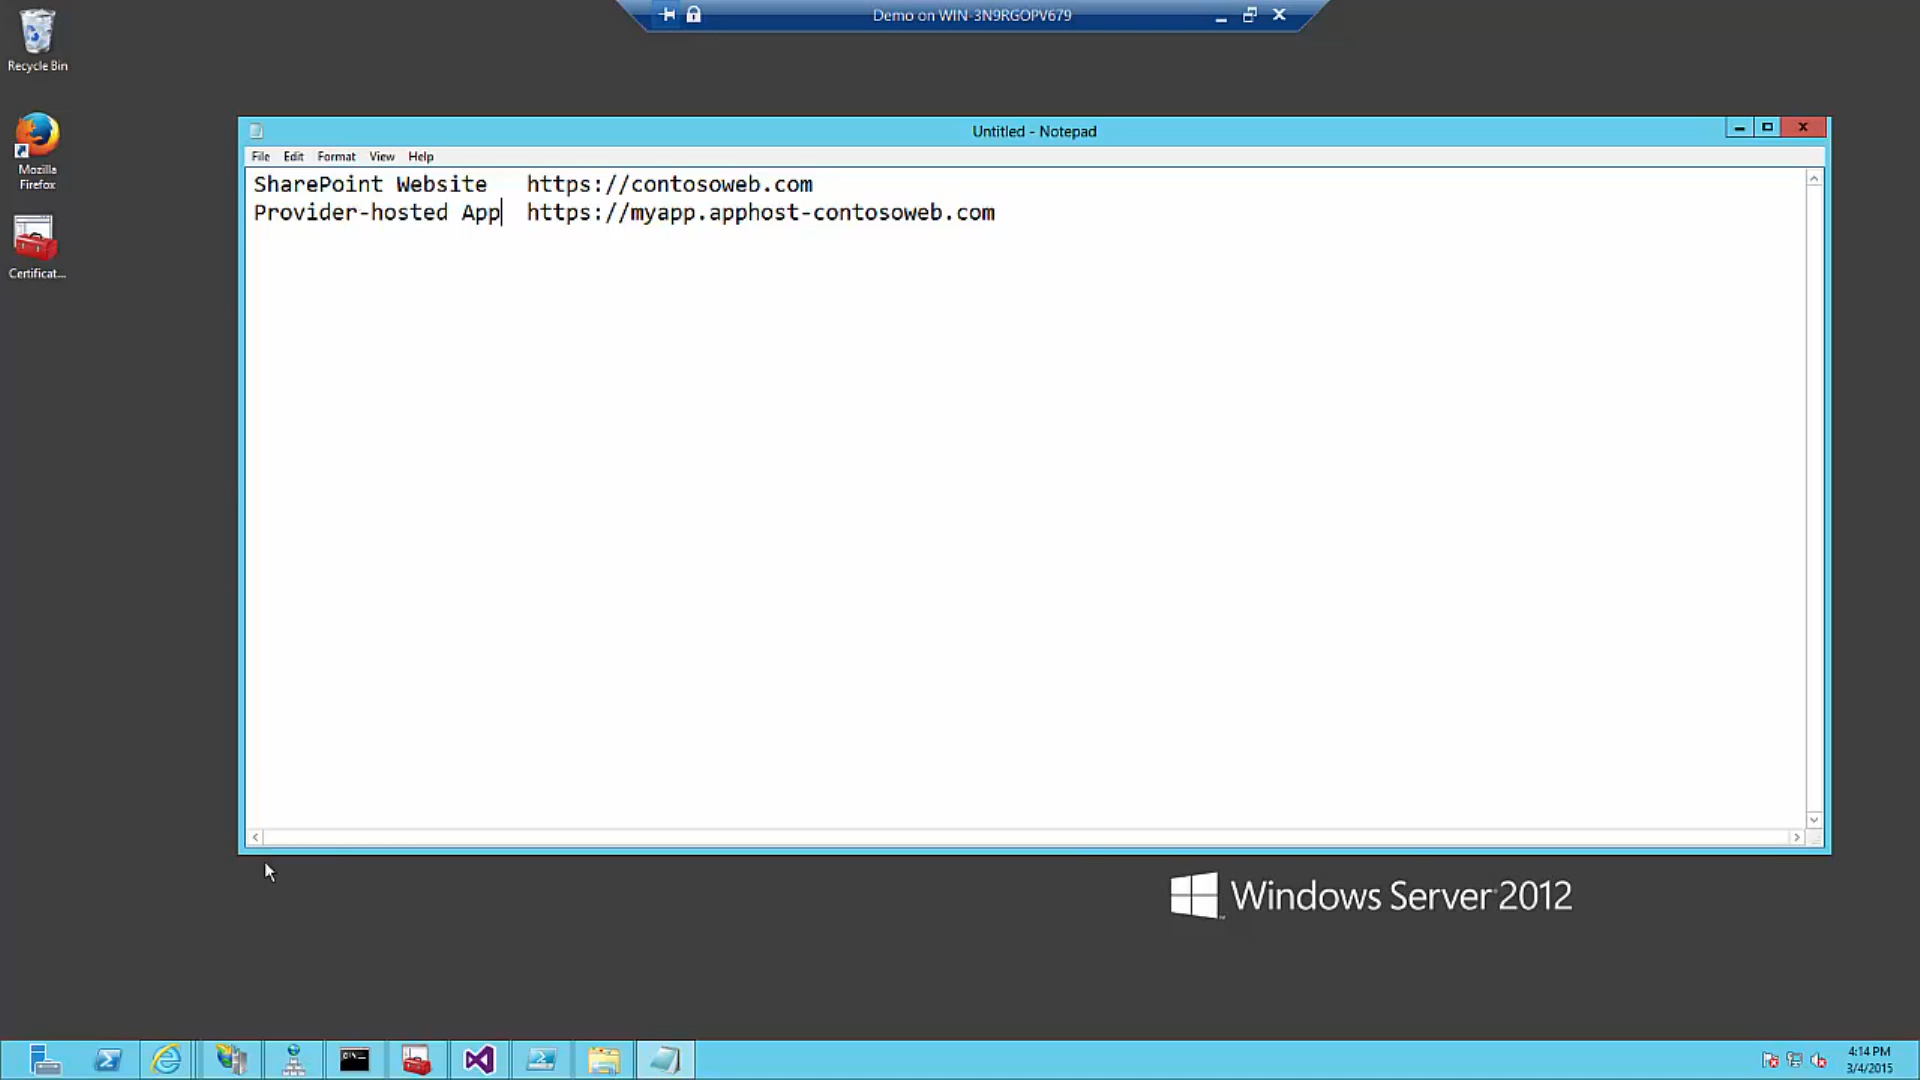 Demo on WIN-3N9RGOPV679
Recycle Bin
Mozilla
Firefox
Certificat...
Untitled - Notepad
File Edit Format View Help
SharePoint Website https://contosoweb.com
Provider-hosted App https://myapp.apphost-contosoweb.com
Windows Server 2012
4:14 PM
3/4/2015